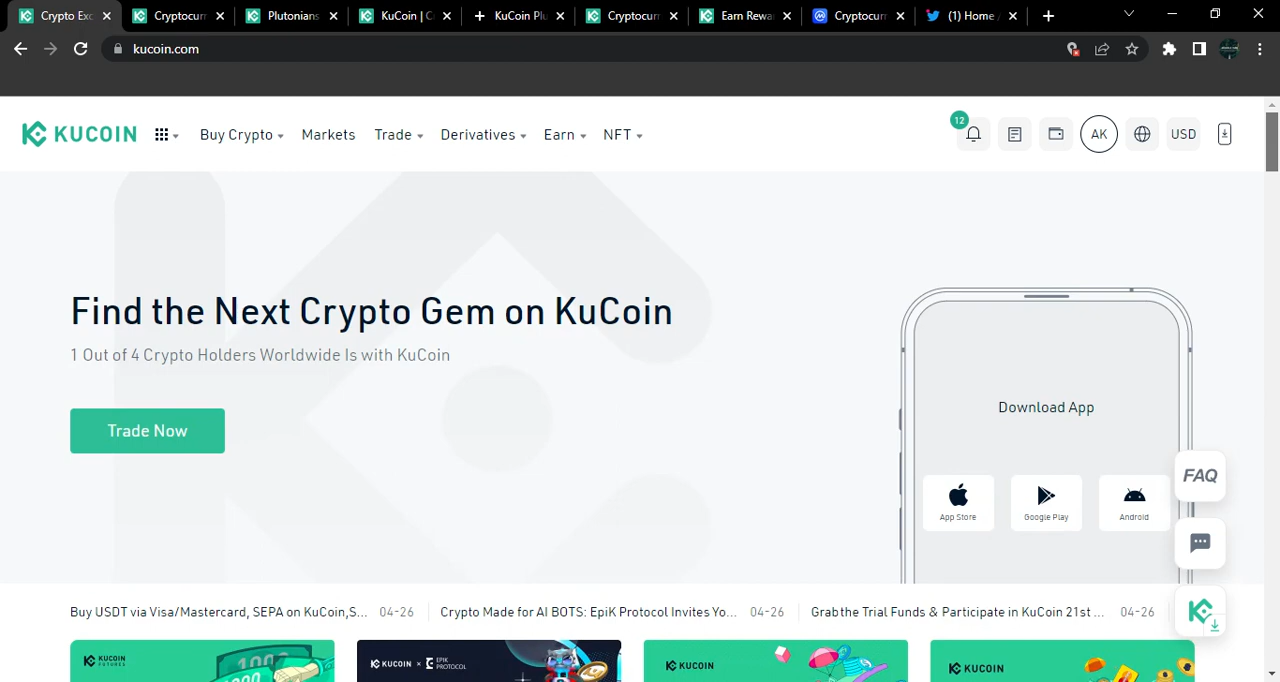 Crypto Exc
Cryptocurr
Plutonians
KuCoin | C
KuCoin Plu
Cryptocurr
Earn Rewa
Cryptocurr
(1) Home /
kucoin.com
KUCOIN
Buy Crypto
Markets
Trade
Derivatives
Earn
NFT
12
AK
USD
Find the Next Crypto Gem on KuCoin
1 Out of 4 Crypto Holders Worldwide Is with KuCoin
Trade Now
Download App
App Store
Google Play
Android
FAQ
Buy USDT via Visa/Mastercard, SEPA on KuCoin,S... 04-26
Crypto Made for AI BOTS: EpiK Protocol Invites Yo... 04-26
Grabthe Trial Funds & Participate in KuCoin 21st ... 04-26
KUCOIN
FUTURES
1000
KUCOIN × EPIK
PROTOCOL
KUCOIN
KUCOIN